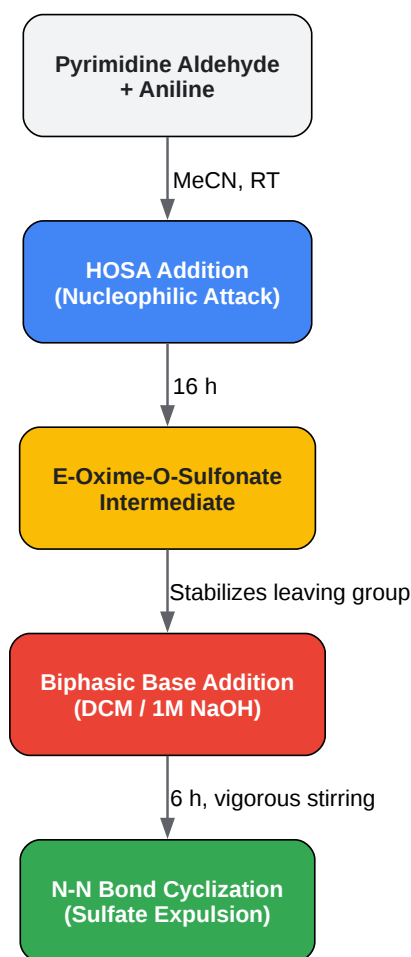 Pyrimidine Aldehyde
+ Aniline
MeCN, RT
HOSA Addition
(Nucleophilic Attack)
16 h
E-Oxime-O-Sulfonate
Intermediate
Stabilizes leaving group
Biphasic Base Addition
(DCM / 1M NaOH)
6 h, vigorous stirring
N-N Bond Cyclization
(Sulfate Expulsion)